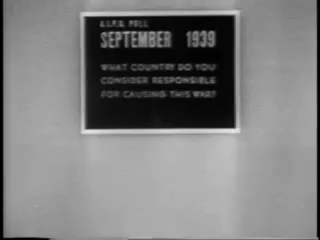 A.I.P.O. POLL
SEPTEMBER 1939
WHAT COUNTRY DO YOU
CONSIDER RESPONSIBLE
FOR CAUSING THIS WAR?